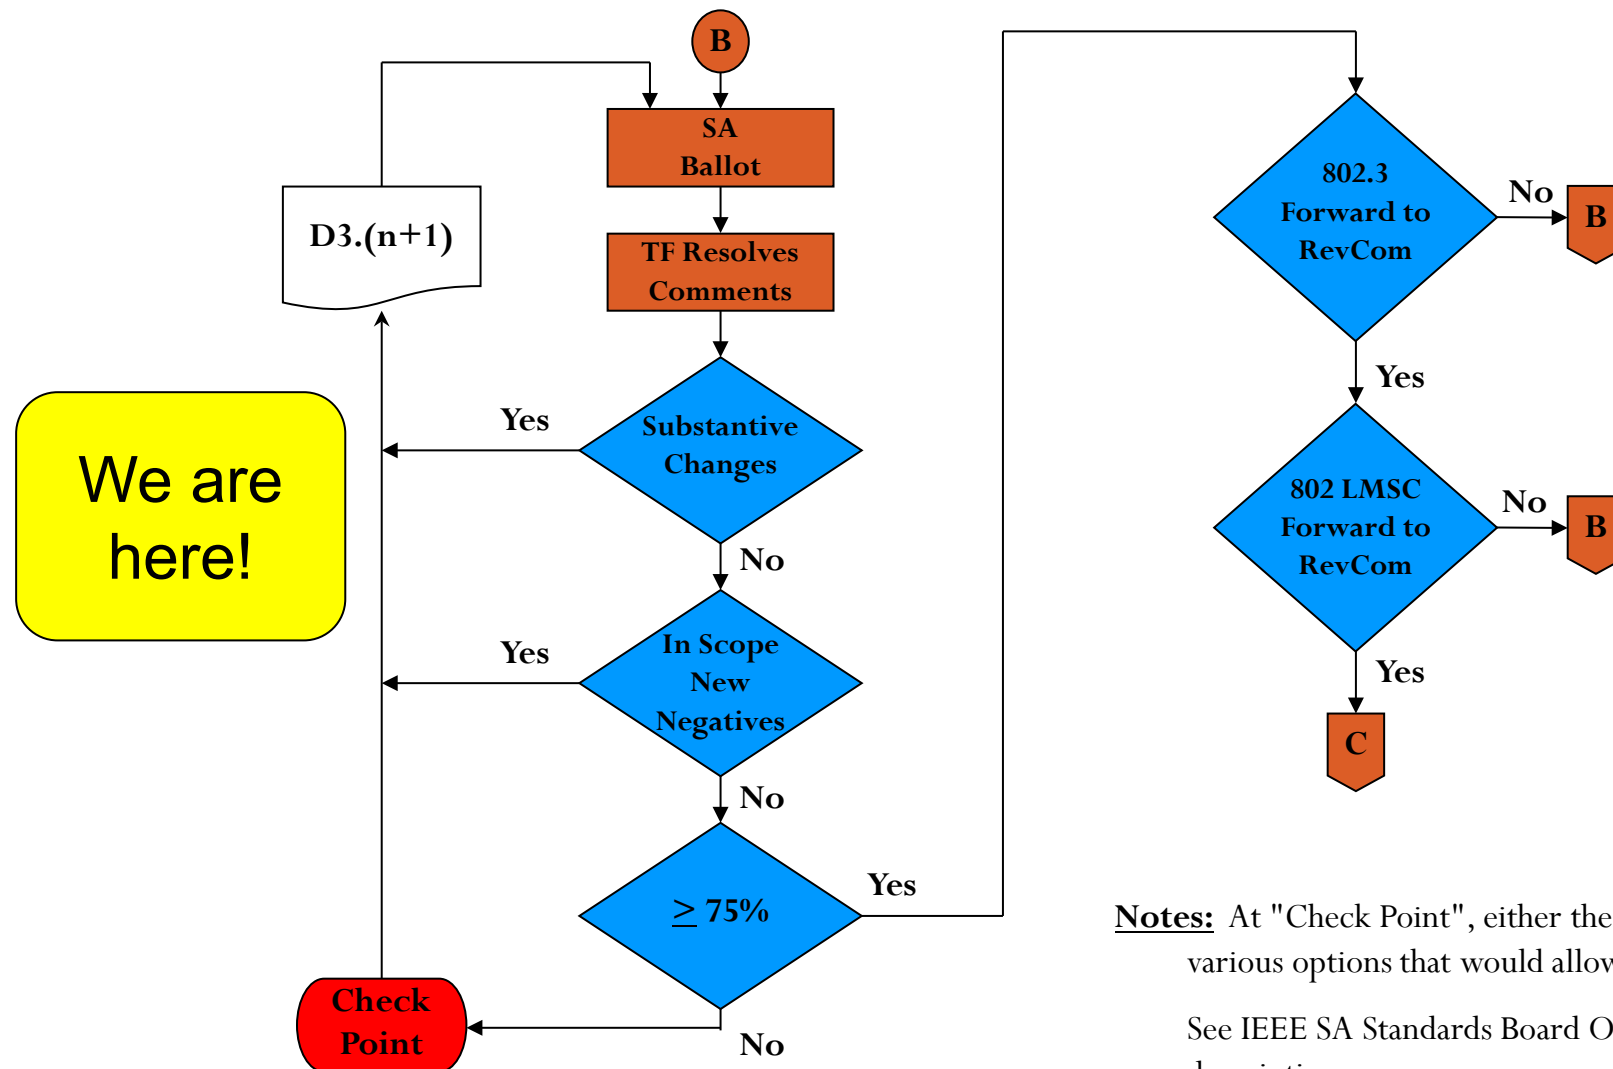 B
SA
Ballot
D3.(n+1)
TF Resolves
Comments
Yes
Substantive
Changes
No
We are
here!
Yes
In Scope
New
Negatives
No
≥ 75%
Yes
Check
Point
No
802.3
Forward to
RevCom
No
B
Yes
802 LMSC
Forward to
RevCom
No
B
Yes
C
Notes: At "Check Point", either the
various options that would allow
See IEEE SA Standards Board O